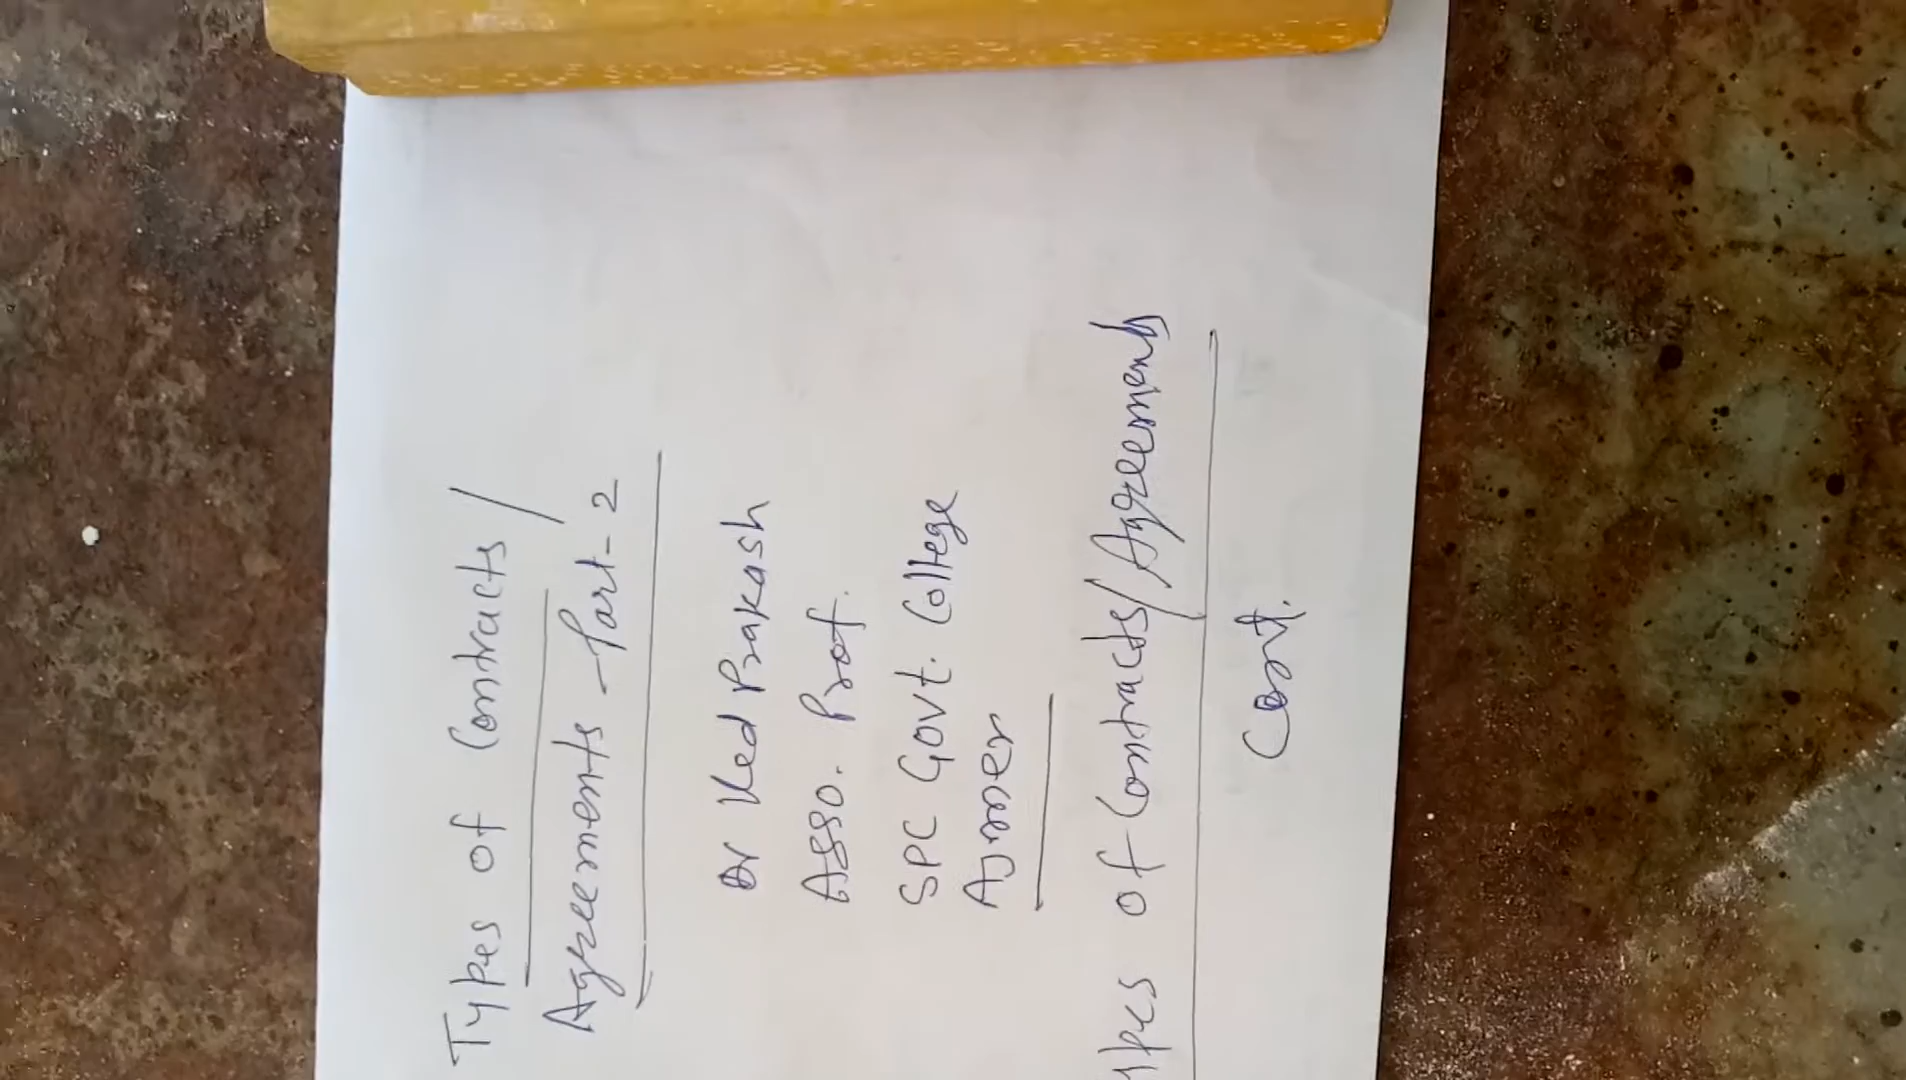 Types of Contracts/
Agreements - Part-2
Dr Ved Prakash
Asso. Prof.
SPC Govt. College
Ajmer
ypes of Contracts/Agreements
Cont.